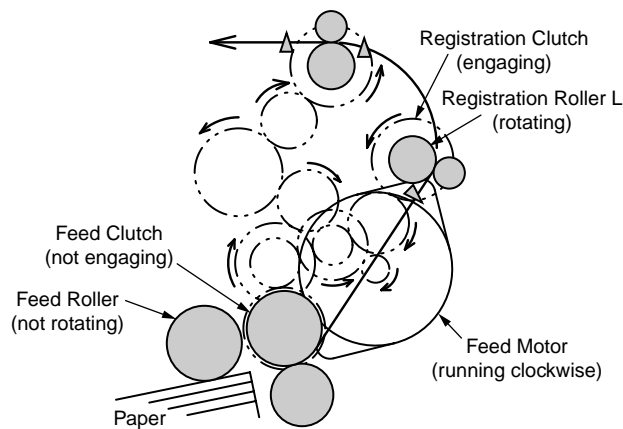 Registration Clutch
(engaging)
Registration Roller L
(rotating)
Feed Clutch
(not engaging)
Feed Roller
(not rotating)
Feed Motor
(running clockwise)
Paper